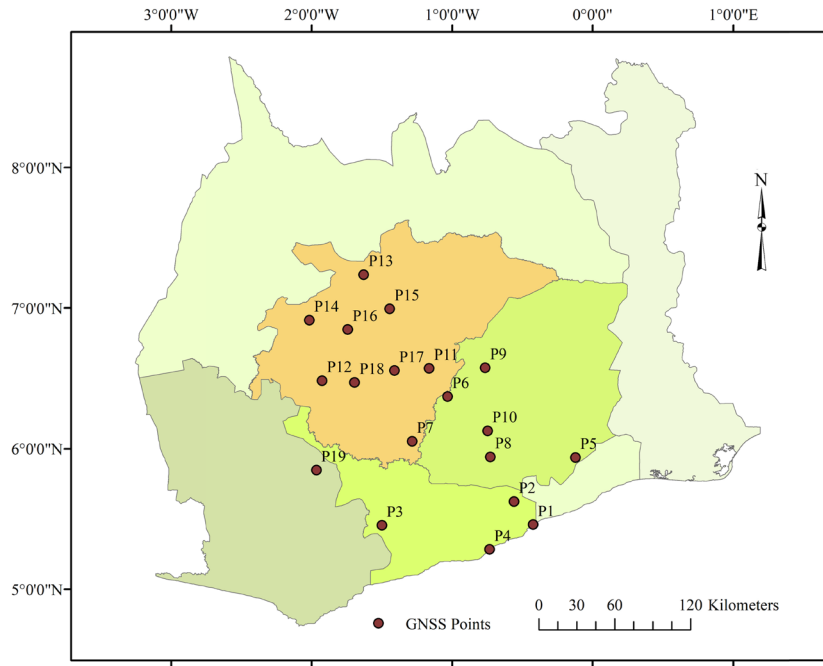 3°0'0"W 2°0'0"W 1°0'0"W 0°0'0" 1°0'0"E
8°0'0"N
N
P13
7°0'0"N
P15
P14
P16
P17 P11 P9
P12 P18
P6
P10
6°0'0"N
P7
P8 P5
P19
P2
P3 P1
P4
5°0'0"N
0 30 60 120 Kilometers
GNSS Points